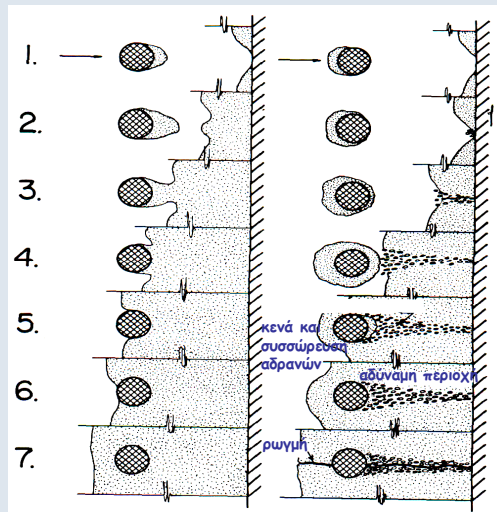 1.
2.
3.
4.
5.
6.
7.
κενά και
συσσώρευση
αδρανών
αδύναμη περιοχή
ρωγμή